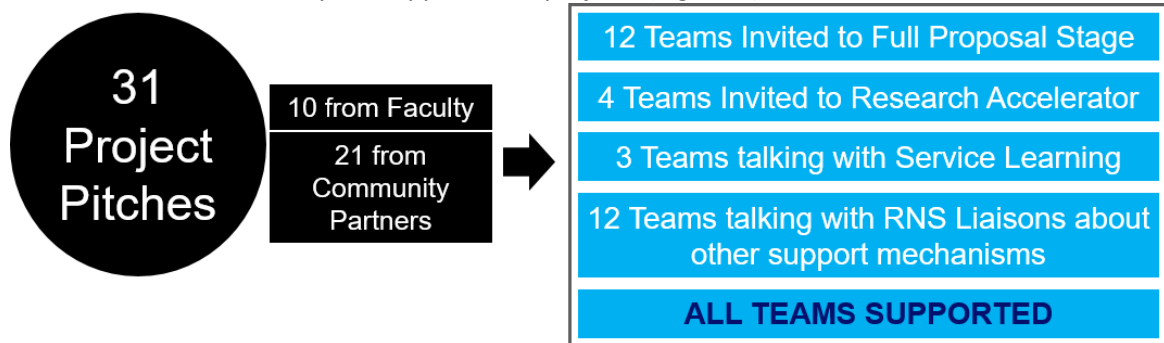 31
Project
Pitches
10 from Faculty
21 from
Community
Partners
12 Teams Invited to Full Proposal Stage
4 Teams Invited to Research Accelerator
3 Teams talking with Service Learning
12 Teams talking with RNS Liaisons about
other support mechanisms
ALL TEAMS SUPPORTED